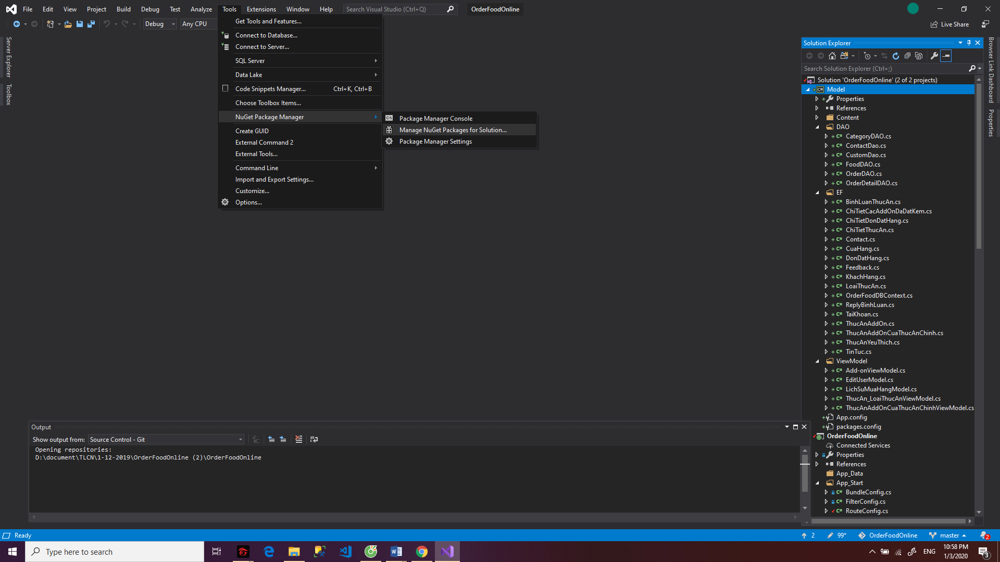 File Edit View Project Build Debug Test Analyze Tools Extensions Window Help Search Visual Studio (Ctrl+Q) OrderFoodOnline
Debug Any CPU Live Share
Get Tools and Features...
Connect to Database...
Connect to Server...
SQL Server
Data Lake
Code Snippets Manager... Ctrl+K, Ctrl+B
Choose Toolbox Items...
NuGet Package Manager
Create GUID
External Command 2
External Tools...
Command Line
Import and Export Settings...
Customize...
Options...
Package Manager Console
Manage NuGet Packages for Solution...
Package Manager Settings
Server Explorer
Toolbox
Solution Explorer
Search Solution Explorer (Ctrl+;)
Solution 'OrderFoodOnline' (2 of 2 projects)
Model
Properties
References
Content
DAO
CategoryDAO.cs
ContactDao.cs
CustomDao.cs
FoodDAO.cs
OrderDAO.cs
OrderDetailDAO.cs
EF
BinhLuanThucAn.cs
ChiTietCacAddOnDaDatKem.cs
ChiTietDonDatHang.cs
ChiTietThucAn.cs
Contact.cs
CuaHang.cs
DonDatHang.cs
Feedback.cs
KhachHang.cs
LoaiThucAn.cs
OrderFoodDBContext.cs
ReplyBinhLuan.cs
TaiKhoan.cs
ThucAnAddOn.cs
ThucAnAddOnCuaThucAnChinh.cs
ThucAnYeuThich.cs
TinTuc.cs
ViewModel
Add-onViewModel.cs
EditUserModel.cs
LichSuMuaHangModel.cs
ThucAn_LoaiThucAnViewModel.cs
ThucAnAddOnCuaThucAnChinhViewModel.cs
App.config
packages.config
OrderFoodOnline
Connected Services
Properties
References
App_Data
App_Start
BundleConfig.cs
FilterConfig.cs
RouteConfig.cs
Browser Link Dashboard
Properties
Output
Show output from: Source Control - Git
Opening repositories:
D:\document\TLCN\1-12-2019\OrderFoodOnline (2)\OrderFoodOnline
Ready 2 99* OrderFoodOnline master 2
Type here to search ENG 10:58 PM
1/3/2020 3